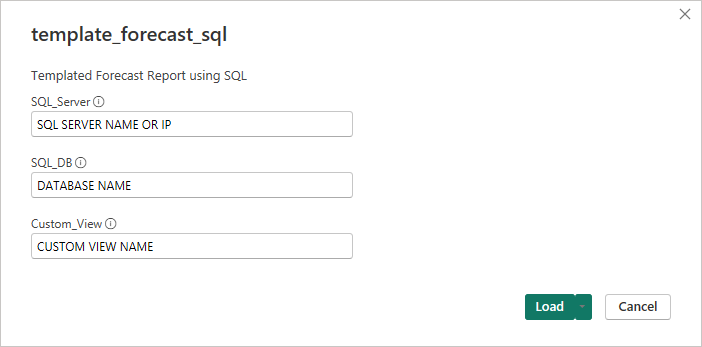 template_forecast_sql
Templated Forecast Report using SQL
SQL_Server
SQL SERVER NAME OR IP
SQL_DB
DATABASE NAME
Custom_View
CUSTOM VIEW NAME
Load Cancel